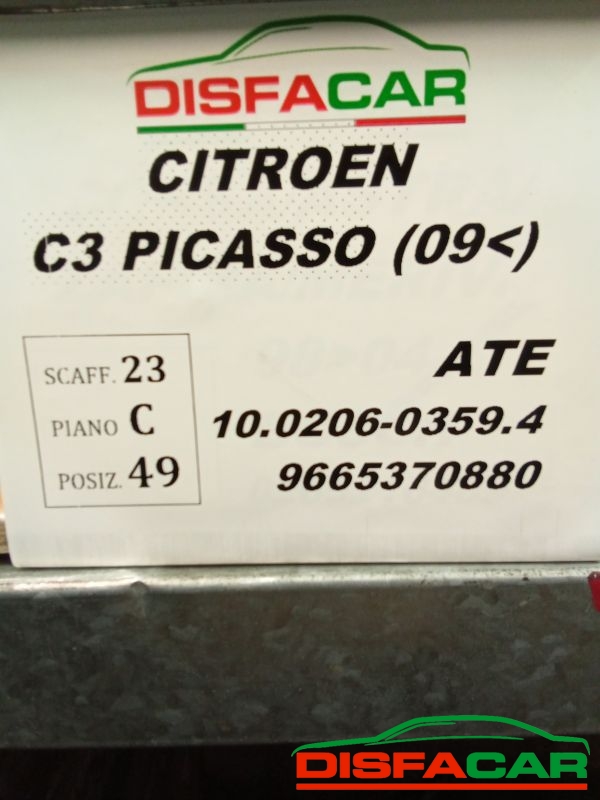 DISFACAR
CITROEN
C3 PICASSO (09<)
SCAFF. 23
PIANO C
POSIZ. 49
ATE
10.0206-0359.4
9665370880
DISFACAR